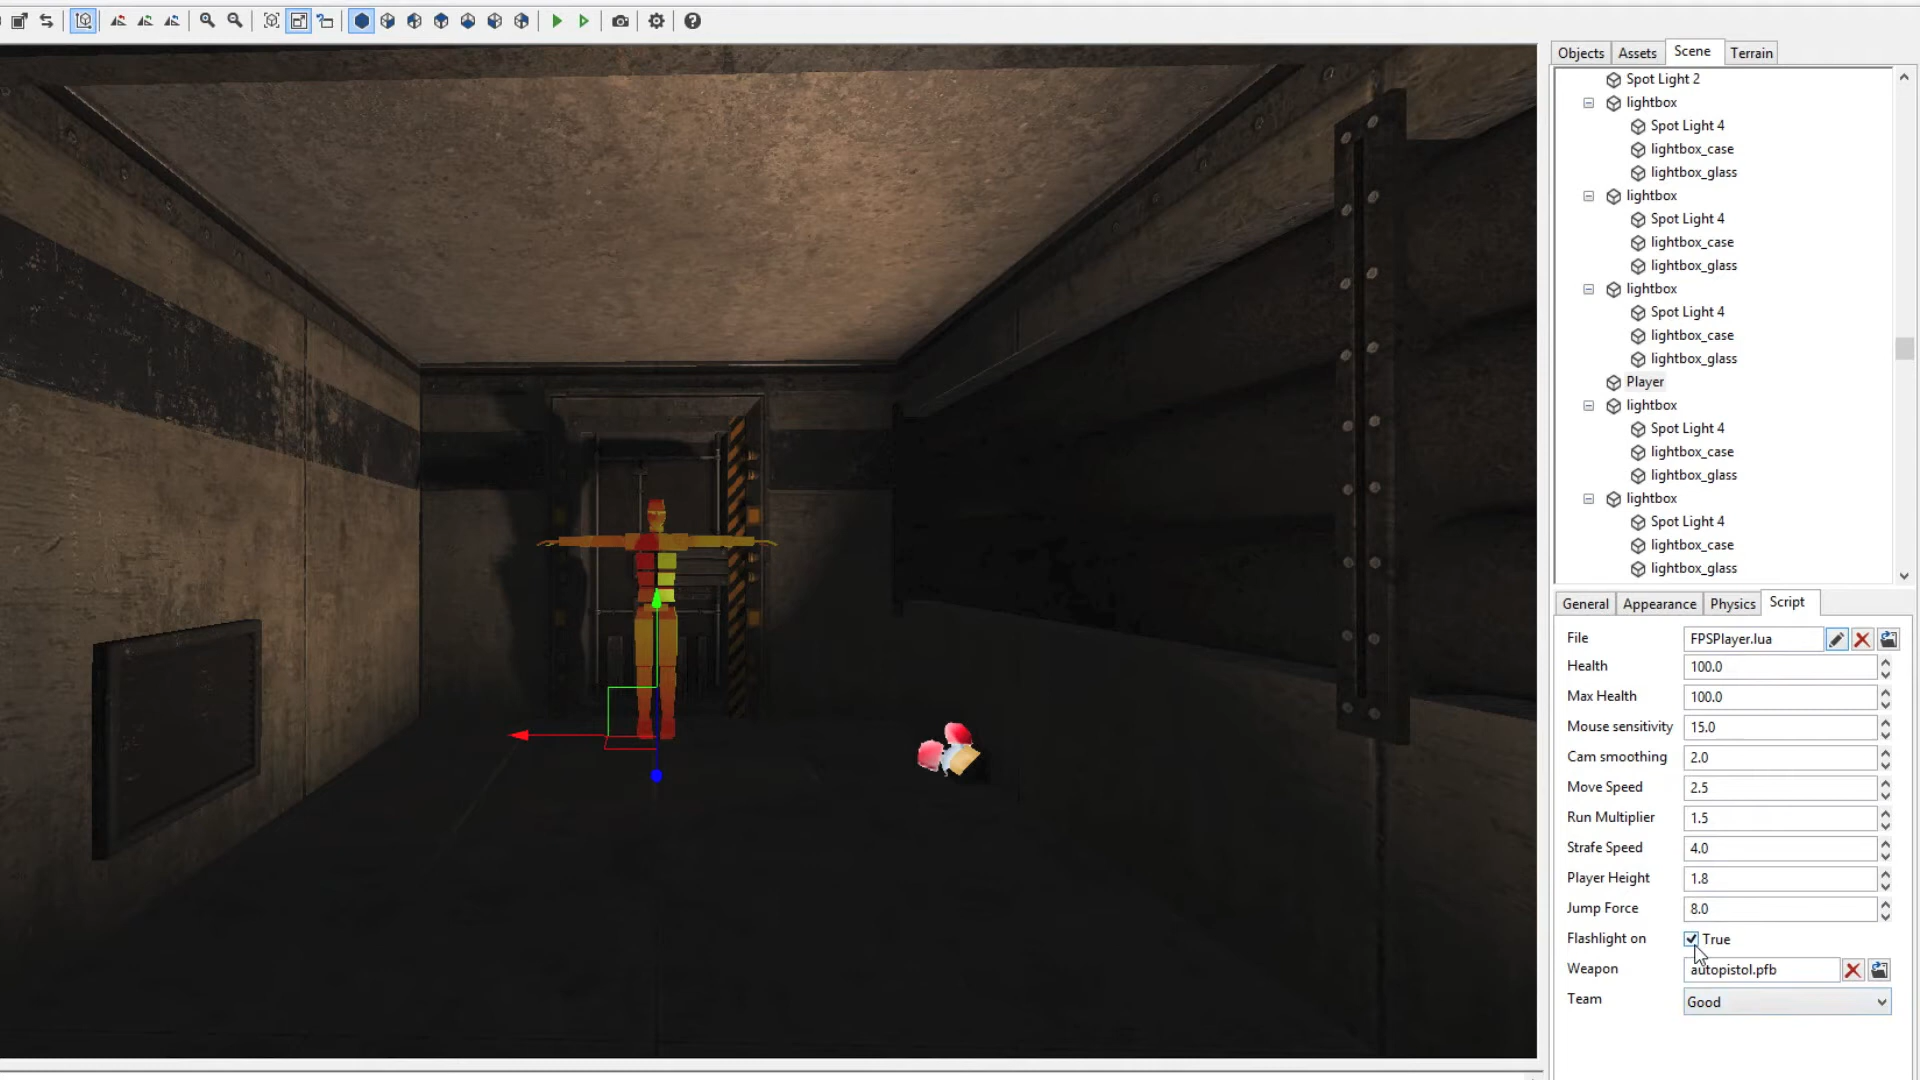 Objects Assets Scene Terrain
Spot Light 2
lightbox
Spot Light 4
lightbox_case
lightbox_glass
lightbox
Spot Light 4
lightbox_case
lightbox_glass
lightbox
Spot Light 4
lightbox_case
lightbox_glass
Player
lightbox
Spot Light 4
lightbox_case
lightbox_glass
lightbox
Spot Light 4
lightbox_case
lightbox_glass
General Appearance Physics Script
File FPSPlayer.lua
Health 100.0
Max Health 100.0
Mouse sensitivity 15.0
Cam smoothing 2.0
Move Speed 2.5
Run Multiplier 1.5
Strafe Speed 4.0
Player Height 1.8
Jump Force 8.0
Flashlight on True
Weapon autopistol.pfb
Team Good